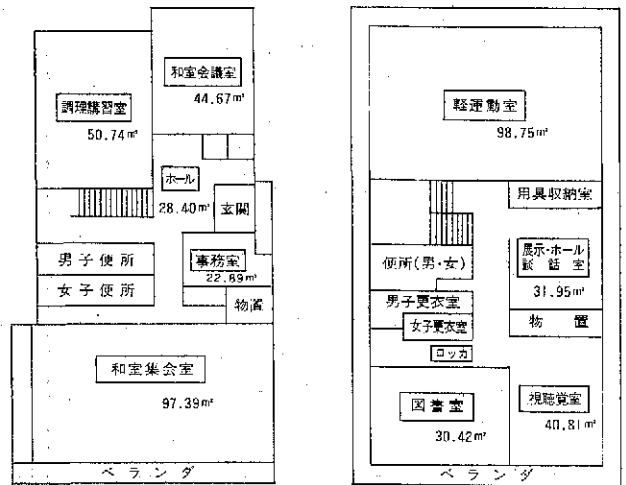 和室会議室
44.67㎡
調理講習室
50.74㎡
ホール
28.40㎡
玄関
男子便所
女子便所
事務室
22.89㎡
物置
和室集会室
97.39㎡
ベランダ
軽運動室
98.75㎡
用具収納室
便所(男・女)
展示・ホール
談話室
31.95㎡
男子更衣室
女子更衣室
物置
ロッカ
図書室
30.42㎡
視聴覚室
40.81㎡
ベランダ